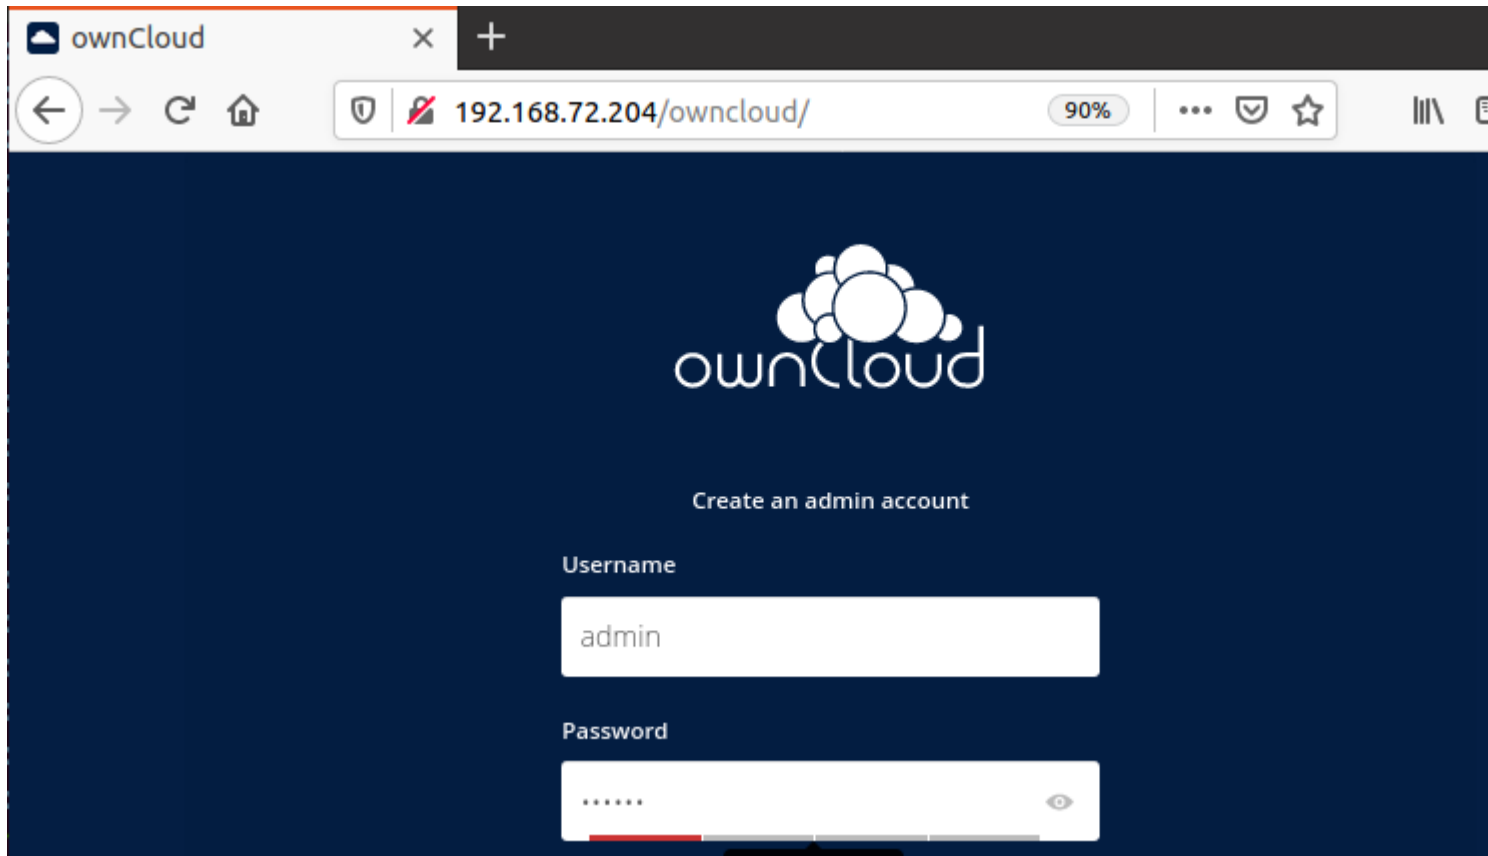 ownCloud
192.168.72.204/owncloud/ 90%
ownCloud
Create an admin account
Username
admin
Password
••••••